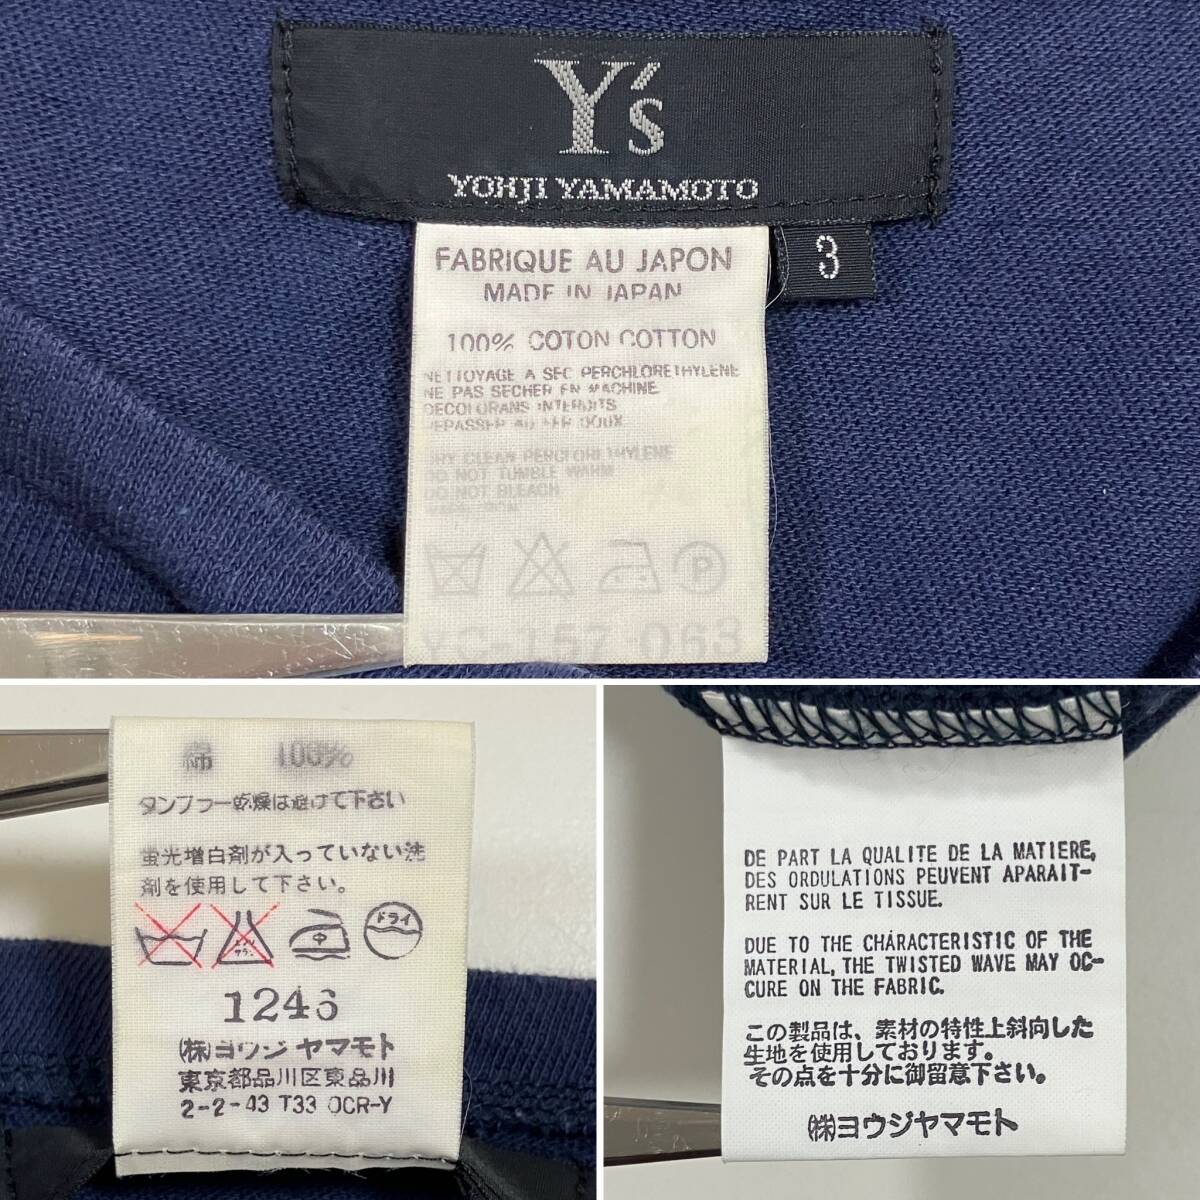 Y's
YOHJI YAMAMOTO
3
FABRIQUE AU JAPON
MADE IN JAPAN
100% COTON COTTON
NETTOYAGE A SEC PERCHLORETHYLENE
NE PAS SECHER EN MACHINE
DECOLORANS INTERDITS
REPASSER AU FER DOUX
DRY CLEAN PERCLORETHYLENE
DO NOT TUMBLE WARM
DO NOT BLEACH
P
YC-157-063
綿 100%
タンブラー乾燥は避けて下さい
蛍光増白剤が入っていない洗
剤を使用して下さい。
中 ドライ
1246
(株)ヨウジヤマモト
東京都品川区東品川
2-2-43 T33 OCR-Y
DE PART LA QUALITE DE LA MATIERE,
DES ORDULATIONS PEUVENT APARAIT-
RENT SUR LE TISSUE.
DUE TO THE CHARACTERISTIC OF THE
MATERIAL, THE TWISTED WAVE MAY OC-
CURE ON THE FABRIC.
この製品は、素材の特性上斜向した
生地を使用しております。
その点を十分に御留意下さい。
(株)ヨウジヤマモト